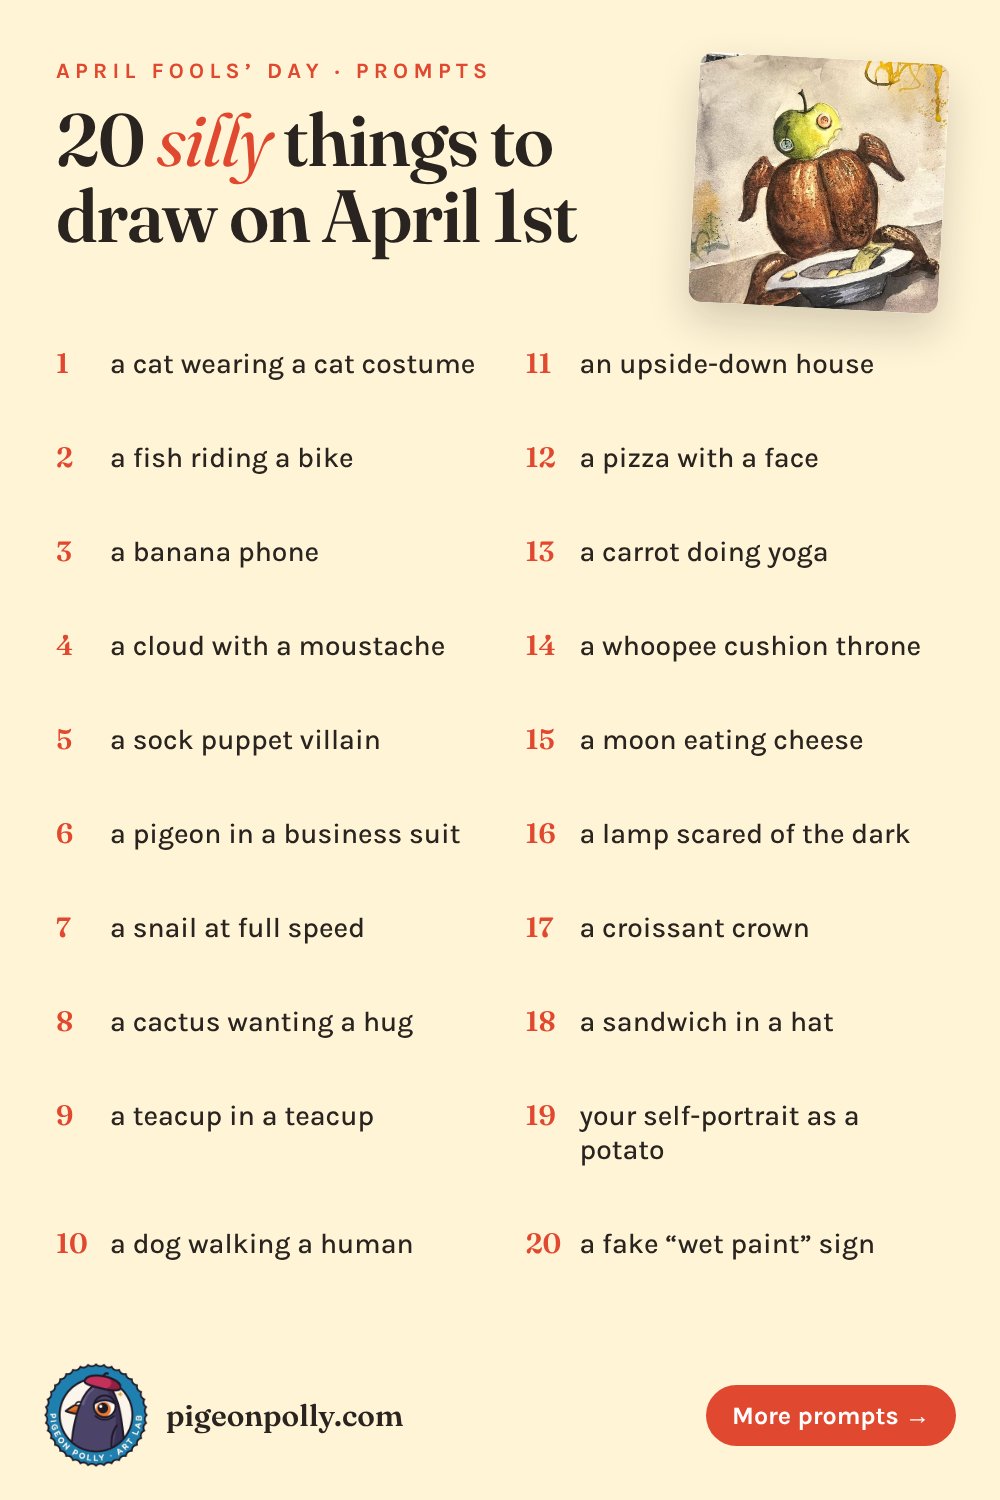 APRIL FOOLS’ DAY · PROMPTS
20 silly things to
draw on April 1st
1 a cat wearing a cat costume
2 a fish riding a bike
3 a banana phone
4 a cloud with a moustache
5 a sock puppet villain
6 a pigeon in a business suit
7 a snail at full speed
8 a cactus wanting a hug
9 a teacup in a teacup
10 a dog walking a human
11 an upside-down house
12 a pizza with a face
13 a carrot doing yoga
14 a whoopee cushion throne
15 a moon eating cheese
16 a lamp scared of the dark
17 a croissant crown
18 a sandwich in a hat
19 your self-portrait as a
potato
20 a fake “wet paint” sign
PIGEON POLLY · ART LAB
pigeonpolly.com
More prompts →